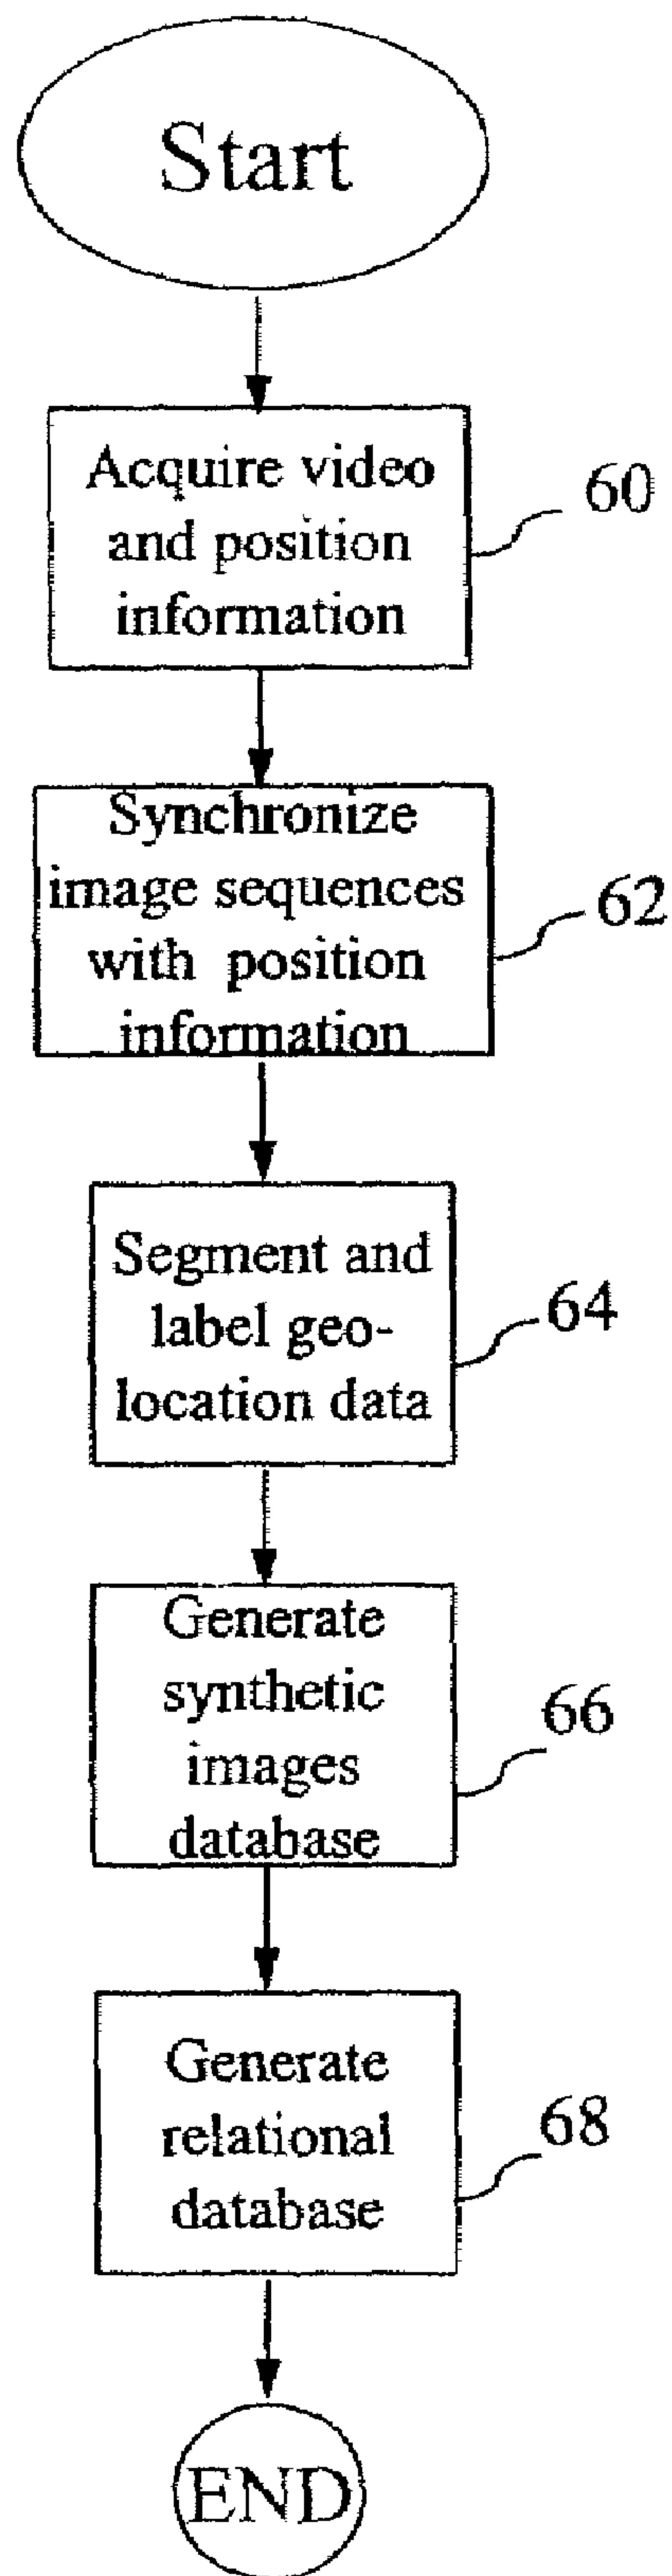 Start
Acquire video
and position
information
60
Synchronize
image sequences
with position
information
62
Segment and
label geo-
location data
64
Generate
synthetic
images
database
66
Generate
relational
database
68
END